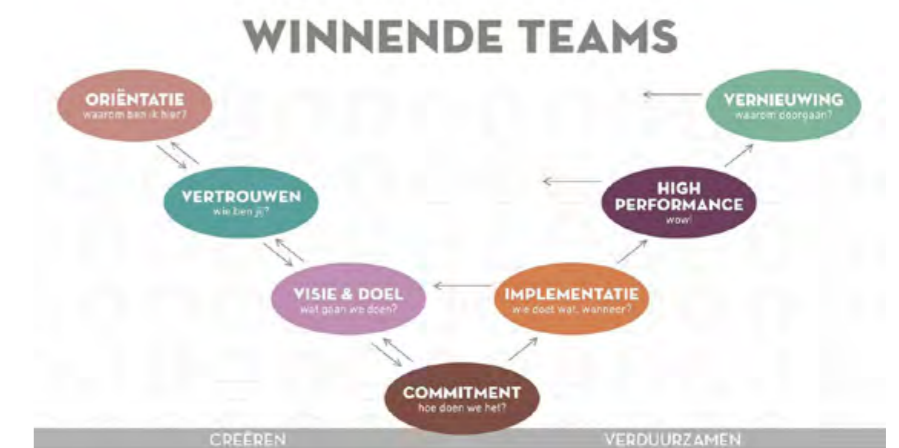 WINNENDE TEAMS
ORIËNTATIE
waarom ben ik hier?
VERNIEUWING
waarom doorgaan?
VERTROUWEN
wie ben jij?
HIGH
PERFORMANCE
wow!
VISIE & DOEL
wat gaan we doen?
IMPLEMENTATIE
wie doet wat, wanneer?
COMMITMENT
hoe doen we het?
CREËREN
VERDUURZAMEN